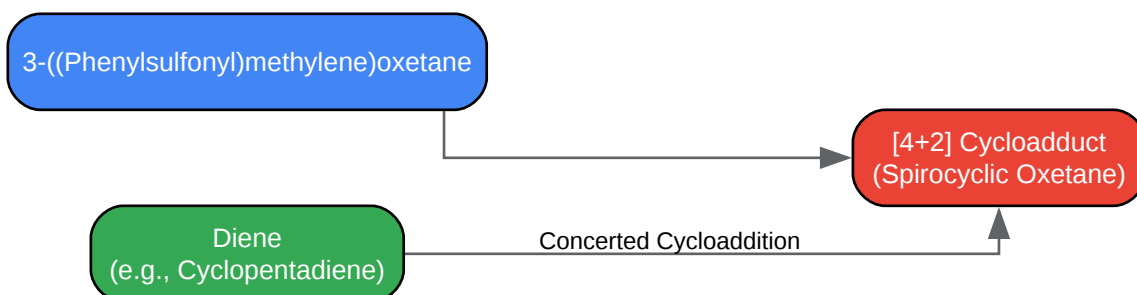 3-((Phenylsulfonyl)methylene)oxetane
[4+2] Cycloadduct
(Spirocyclic Oxetane)
Diene
(e.g., Cyclopentadiene)
Concerted Cycloaddition